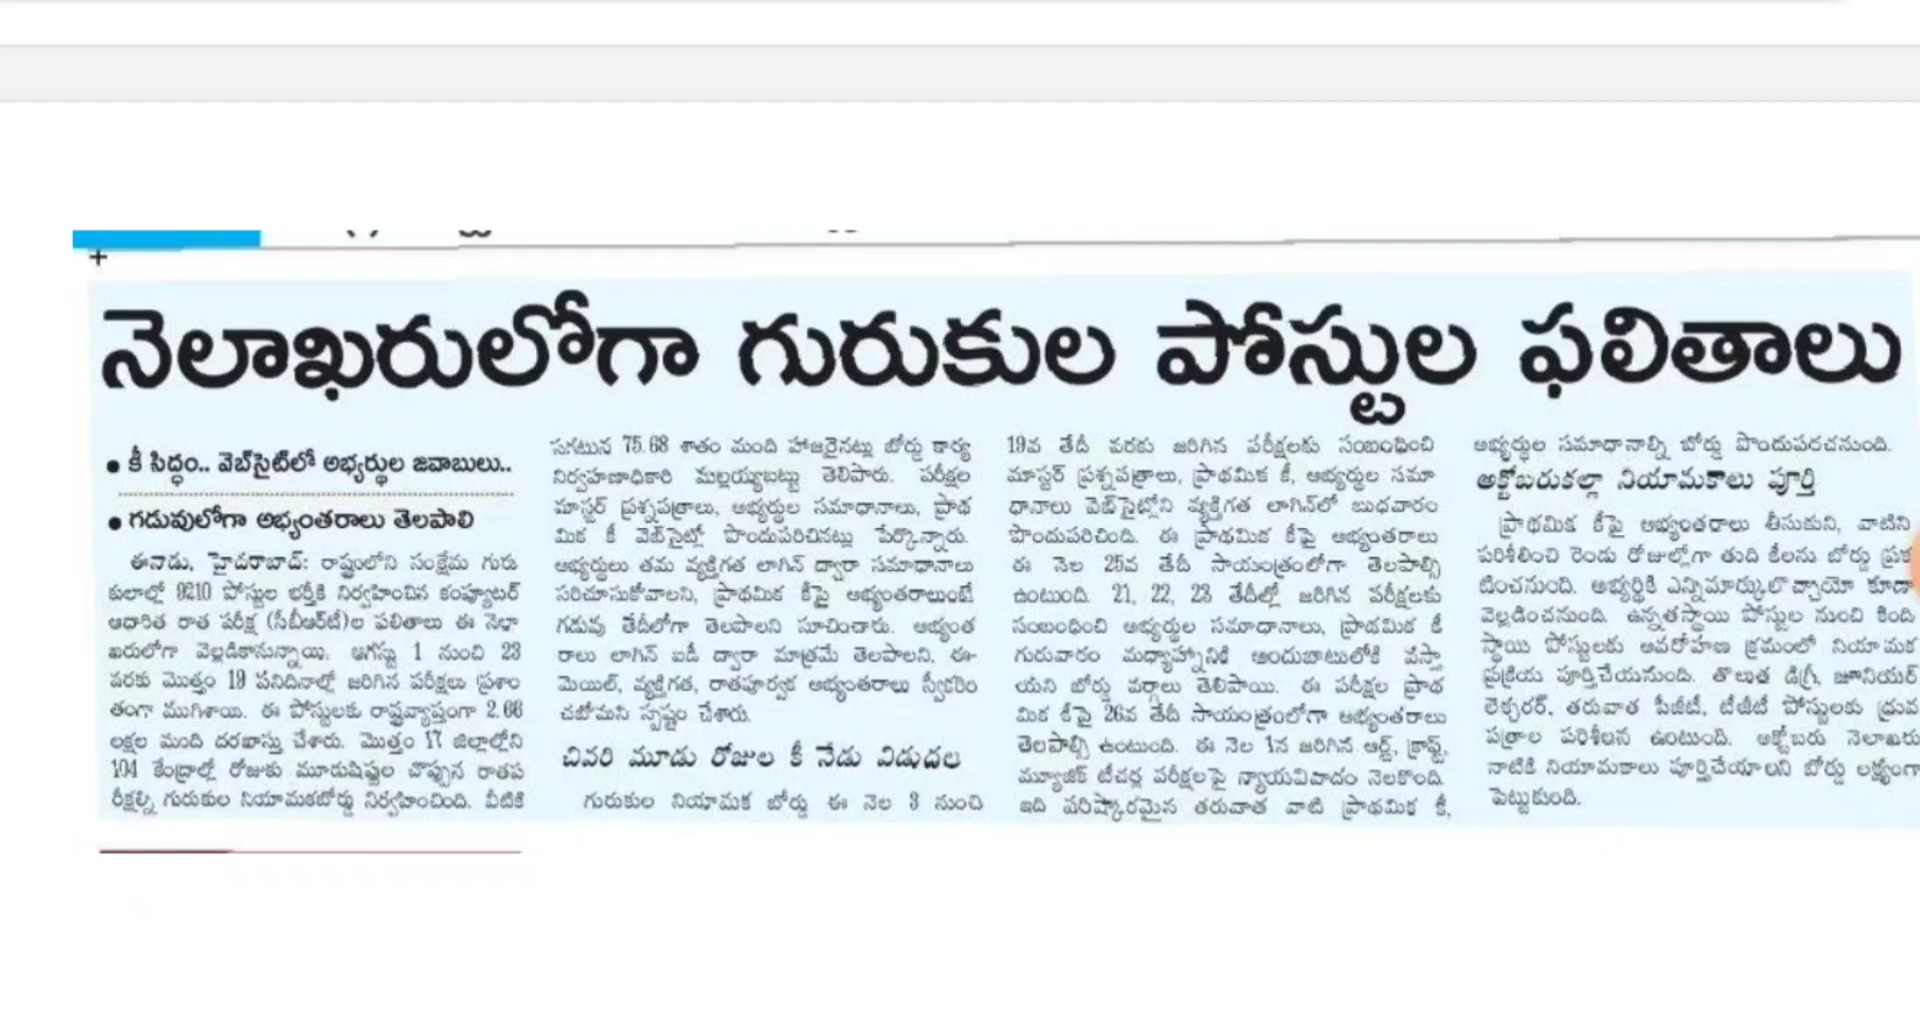 నెలాఖరులోగా గురుకుల పోస్టుల ఫలితాలు
● కీ సిద్ధం.. వెబ్‌సైట్‌లో అభ్యర్థుల జవాబులు..
● గడువులోగా అభ్యంతరాలు తెలపాలి
ఈనాడు, హైదరాబాద్: రాష్ట్రంలోని సంక్షేమ గురు
కులాల్లో 9210 పోస్టుల భర్తీకి నిర్వహించిన కంప్యూటర్
ఆధారిత రాత పరీక్ష (సీబీఆర్‌టీ)ల ఫలితాలు ఈ నెలా
ఖరులోగా వెల్లడికానున్నాయి. ఆగస్టు 1 నుంచి 23
వరకు మొత్తం 19 పనిదినాల్లో జరిగిన పరీక్షలు ప్రశాం
తంగా ముగిశాయి. ఈ పోస్టులకు రాష్ట్రవ్యాప్తంగా 2.66
లక్షల మంది దరఖాస్తు చేశారు. మొత్తం 17 జిల్లాల్లోని
104 కేంద్రాల్లో రోజుకు మూడుషిఫ్టుల చొప్పున రాతప
రీక్షల్ని గురుకుల నియామకబోర్డు నిర్వహించింది. వీటికి
సగటున 75.68 శాతం మంది హాజరైనట్లు బోర్డు కార్య
నిర్వహణాధికారి మల్లయ్యబట్టు తెలిపారు. పరీక్షల
మాస్టర్ ప్రశ్నపత్రాలు, అభ్యర్థుల సమాధానాలు, ప్రాథ
మిక కీ వెబ్‌సైట్లో పొందుపరిచినట్లు పేర్కొన్నారు.
అభ్యర్థులు తమ వ్యక్తిగత లాగిన్ ద్వారా సమాధానాలు
సరిచూసుకోవాలని, ప్రాథమిక కీపై అభ్యంతరాలుంటే
గడువు తేదీలోగా తెలపాలని సూచించారు. అభ్యంత
రాలు లాగిన్ ఐడీ ద్వారా మాత్రమే తెలపాలని, ఈ-
మెయిల్, వ్యక్తిగత, రాతపూర్వక అభ్యంతరాలు స్వీకరిం
చబోమని స్పష్టం చేశారు.
చివరి మూడు రోజుల కీ నేడు విడుదల
గురుకుల నియామక బోర్డు ఈ నెల 3 నుంచి
19వ తేదీ వరకు జరిగిన పరీక్షలకు సంబంధించి
మాస్టర్ ప్రశ్నపత్రాలు, ప్రాథమిక కీ, అభ్యర్థుల సమా
ధానాలు వెబ్‌సైట్లోని వ్యక్తిగత లాగిన్‌లో బుధవారం
పొందుపరిచింది. ఈ ప్రాథమిక కీపై అభ్యంతరాలు
ఈ నెల 25వ తేదీ సాయంత్రంలోగా తెలపాల్సి
ఉంటుంది. 21, 22, 23 తేదీల్లో జరిగిన పరీక్షలకు
సంబంధించి అభ్యర్థుల సమాధానాలు, ప్రాథమిక కీ
గురువారం మధ్యాహ్నానికి అందుబాటులోకి వస్తా
యని బోర్డు వర్గాలు తెలిపాయి. ఈ పరీక్షల ప్రాథ
మిక కీపై 26వ తేదీ సాయంత్రంలోగా అభ్యంతరాలు
తెలపాల్సి ఉంటుంది. ఈ నెల 1న జరిగిన ఆర్ట్, క్రాఫ్ట్,
మ్యూజిక్ టీచర్ల పరీక్షలపై న్యాయవివాదం నెలకొంది.
ఇది పరిష్కారమైన తరువాత వాటి ప్రాథమిక కీ,
అభ్యర్థుల సమాధానాల్ని బోర్డు పొందుపరచనుంది.
అక్టోబరుకల్లా నియామకాలు పూర్తి
ప్రాథమిక కీపై అభ్యంతరాలు తీసుకుని, వాటిని
పరిశీలించి రెండు రోజుల్లోగా తుది కీలను బోర్డు ప్రక
టించనుంది. అభ్యర్థికి ఎన్నిమార్కులొచ్చాయో కూడా
వెల్లడించనుంది. ఉన్నతస్థాయి పోస్టుల నుంచి కింది
స్థాయి పోస్టులకు అవరోహణ క్రమంలో నియామక
ప్రక్రియ పూర్తిచేయనుంది. తొలుత డిగ్రీ, జూనియర్
లెక్చరర్, తరువాత పీజీటీ, టీజీటీ పోస్టులకు ధ్రువ
పత్రాల పరిశీలన ఉంటుంది. అక్టోబరు నెలాఖరు
నాటికి నియామకాలు పూర్తిచేయాలని బోర్డు లక్ష్యంగా
పెట్టుకుంది.